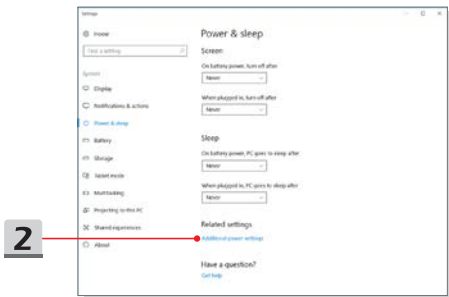 Settings
Home
Find a setting
System
Display
Notifications & actions
Power & sleep
Battery
Storage
Tablet mode
Multitasking
Projecting to this PC
Shared experiences
About
Power & sleep
Screen
On battery power, turn off after
Never
When plugged in, turn off after
Never
Sleep
On battery power, PC goes to sleep after
Never
When plugged in, PC goes to sleep after
Never
Related settings
Additional power settings
Have a question?
Get help
2